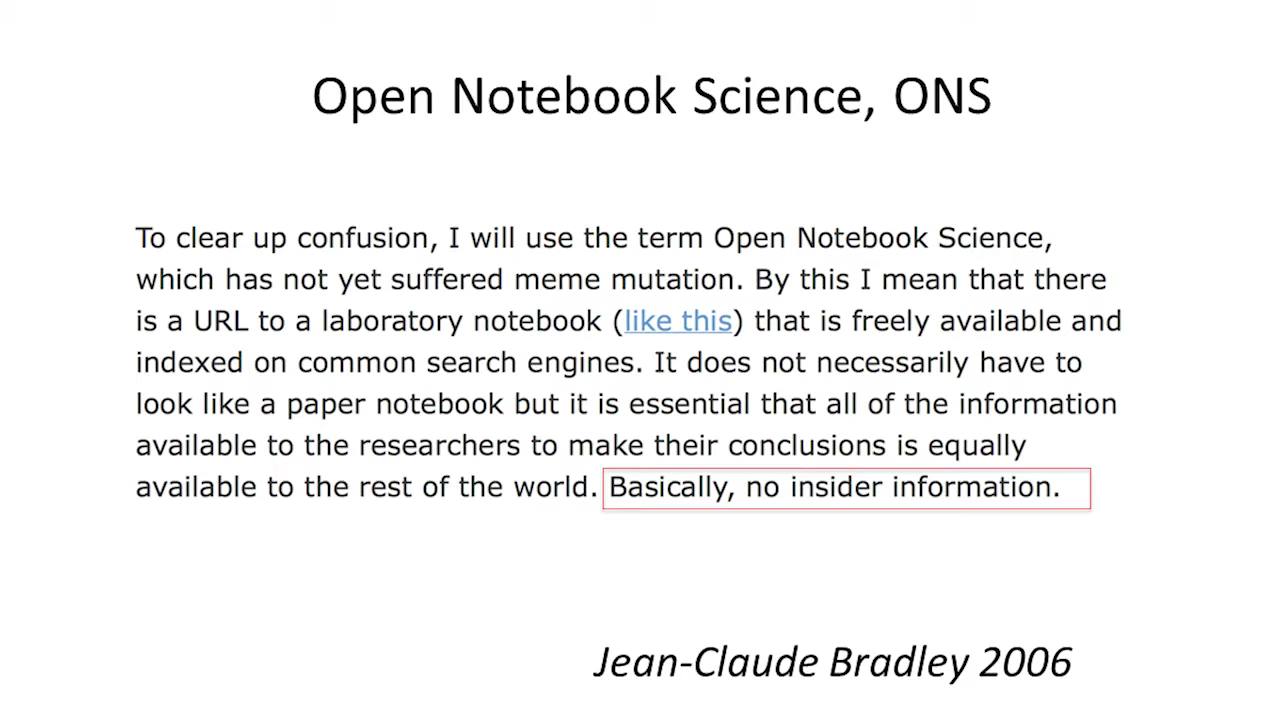 Open Notebook Science, ONS
To clear up confusion, I will use the term Open Notebook Science,
which has not yet suffered meme mutation. By this I mean that there
is a URL to a laboratory notebook (like this) that is freely available and
indexed on common search engines. It does not necessarily have to
look like a paper notebook but it is essential that all of the information
available to the researchers to make their conclusions is equally
available to the rest of the world. Basically, no insider information.
Jean-Claude Bradley 2006